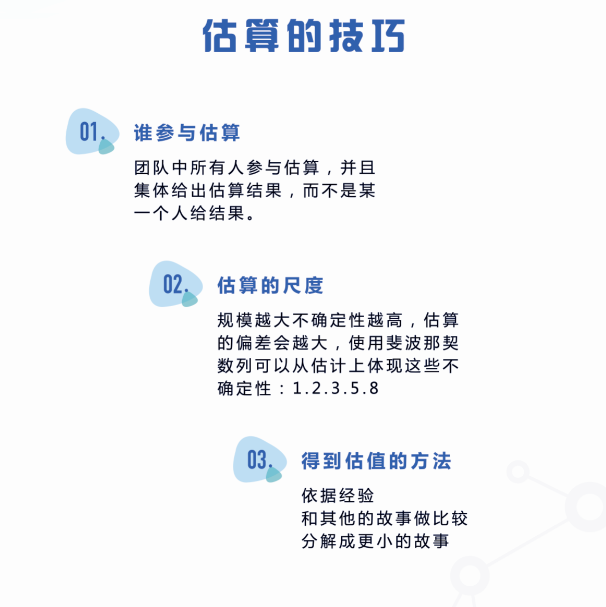 估算的技巧
01.
谁参与估算
团队中所有人参与估算，并且
集体给出估算结果，而不是某
一个人给结果。
02.
估算的尺度
规模越大不确定性越高，估算
的偏差会越大，使用斐波那契
数列可以从估计上体现这些不
确定性：1.2.3.5.8
03.
得到估值的方法
依据经验
和其他的故事做比较
分解成更小的故事